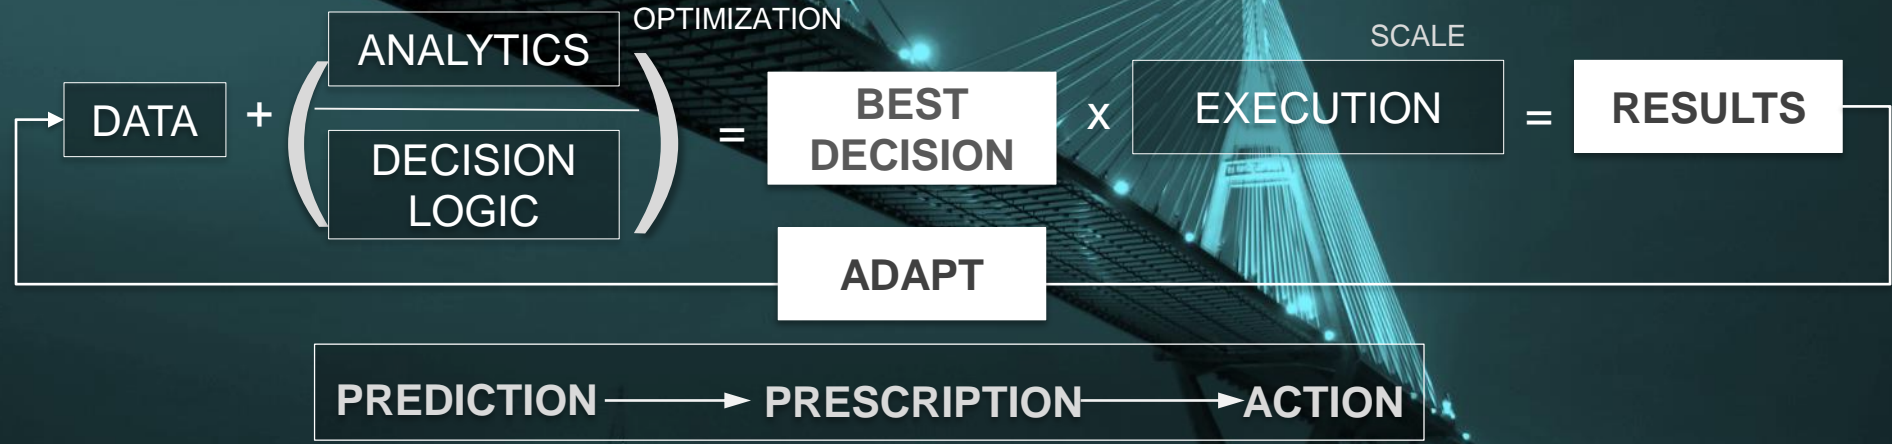 OPTIMIZATION
ANALYTICS
SCALE
DATA + ( DECISION
LOGIC ) = BEST
DECISION x EXECUTION = RESULTS
ADAPT
PREDICTION PRESCRIPTION ACTION